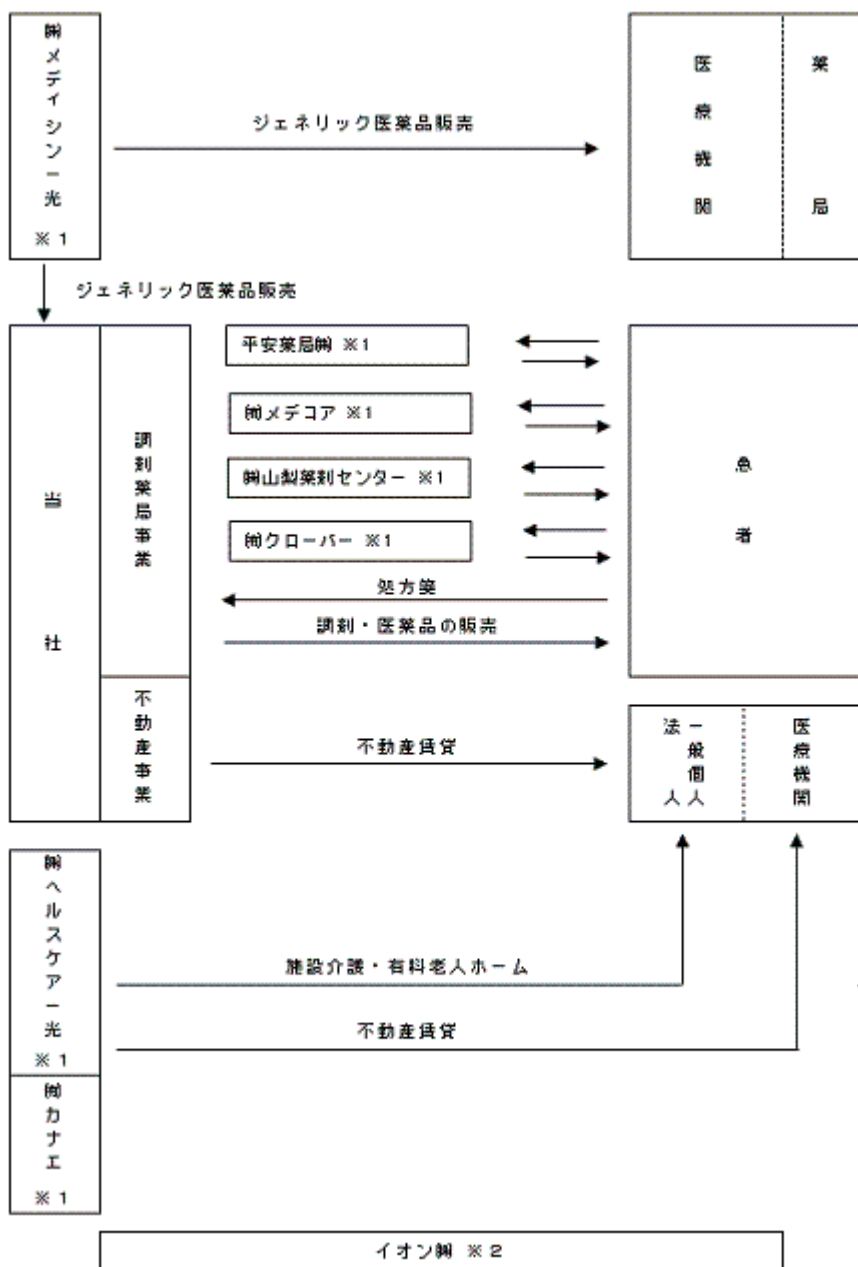 ㈱メディシン一光
※1
ジェネリック医薬品販売
医療機関
薬局
ジェネリック医薬品販売
当社
調剤薬局事業
平安薬局㈱ ※1
㈲メデコア ※1
㈱山梨薬剤センター ※1
㈲クローバー ※1
患者
処方箋
調剤・医薬品の販売
不動産事業
不動産賃貸
一般個人
法人
医療機関
㈱ヘルスケア一光
※1
施設介護・有料老人ホーム
不動産賃貸
㈲カナエ
※1
イオン㈱ ※2